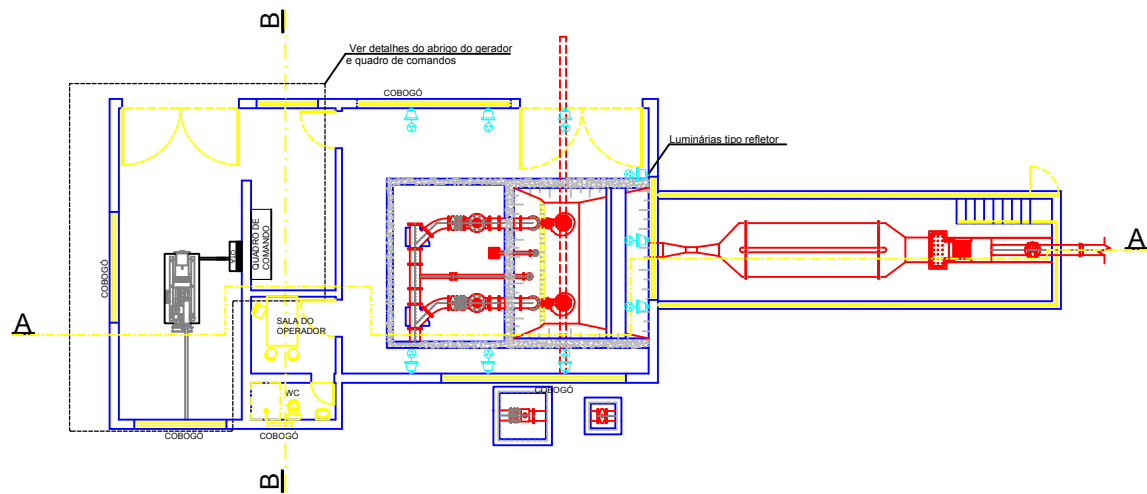 B
Ver detalhes do abrigo do gerador
e quadro de comandos
COBOGÓ
Luminárias tipo refletor
A
QUADRO DE
COMANDO
COBOGÓ
A
SALA DO
OPERADOR
WC
COBOGÓ
COBOGÓ
COBOGÓ
B